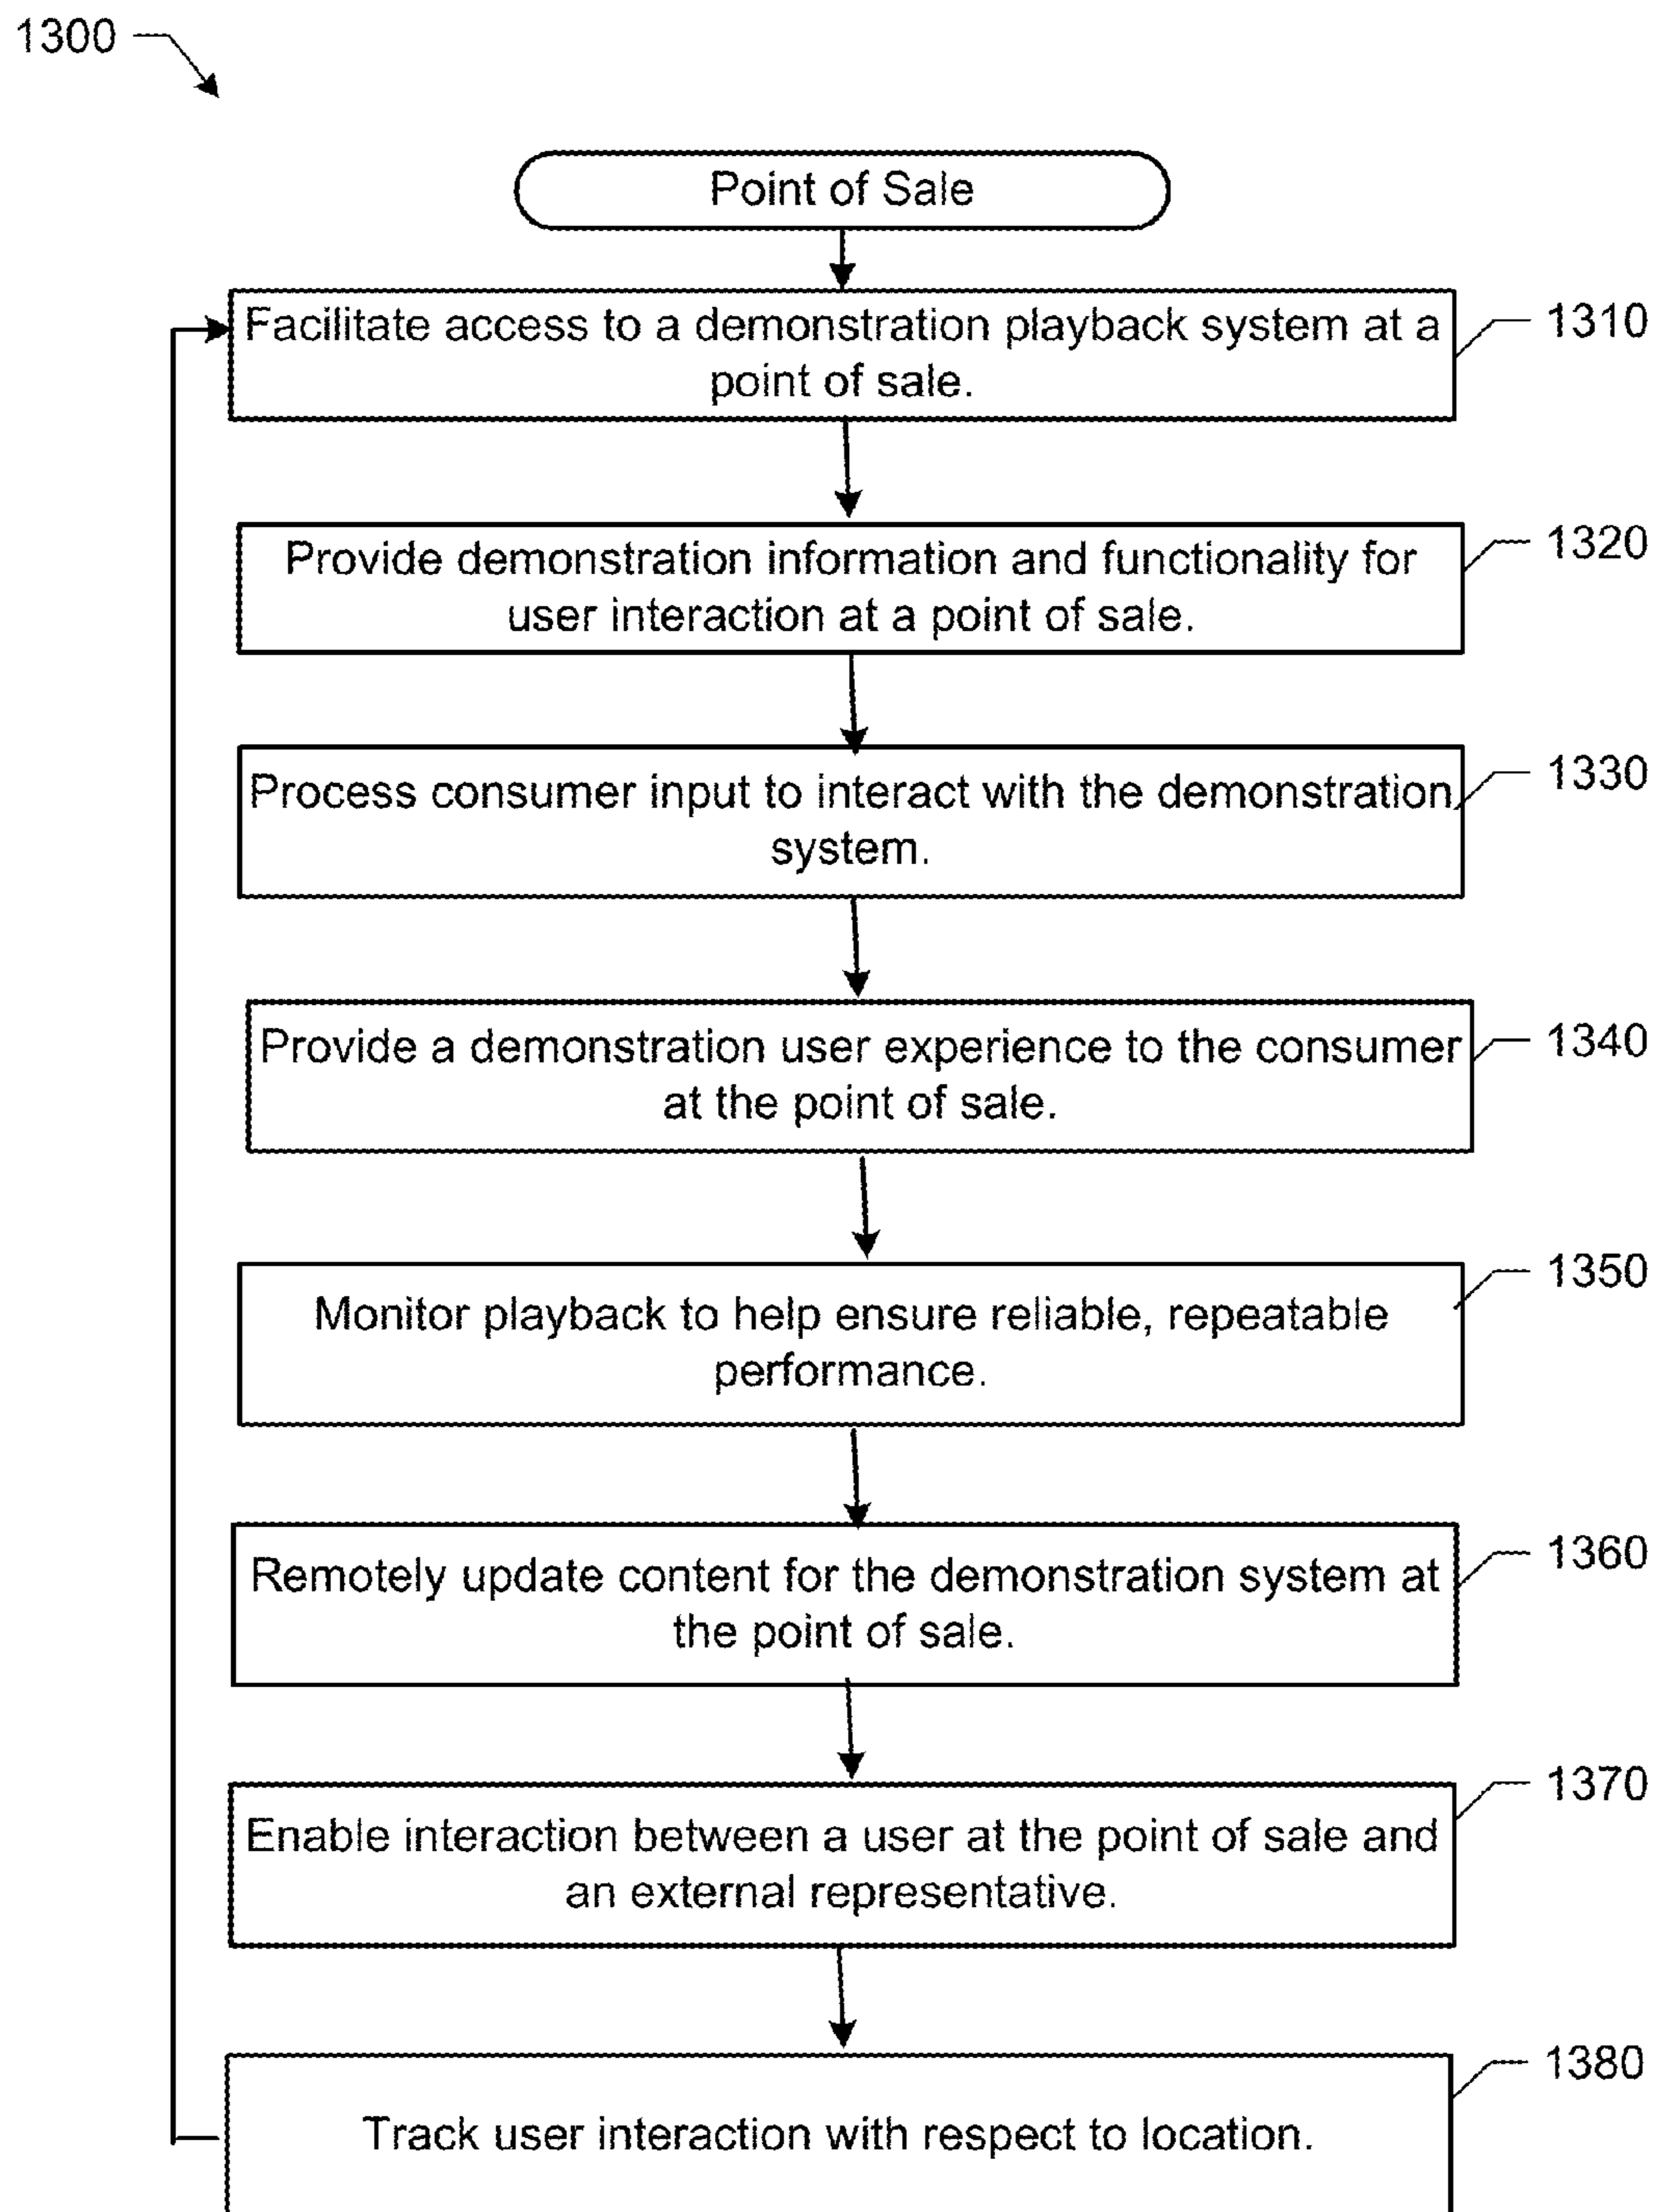 1300
Point of Sale
Facilitate access to a demonstration playback system at a
point of sale.
1310
Provide demonstration information and functionality for
user interaction at a point of sale.
1320
Process consumer input to interact with the demonstration
system.
1330
Provide a demonstration user experience to the consumer
at the point of sale.
1340
Monitor playback to help ensure reliable, repeatable
performance.
1350
Remotely update content for the demonstration system at
the point of sale.
1360
Enable interaction between a user at the point of sale and
an external representative.
1370
Track user interaction with respect to location.
1380